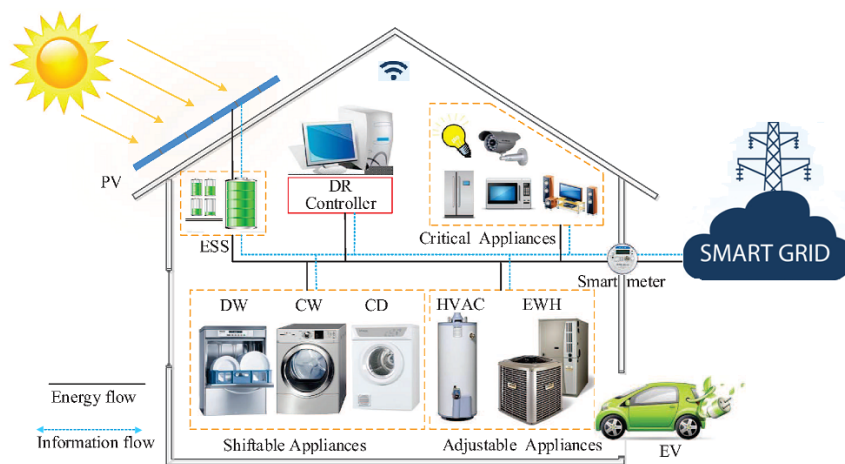 PV
ESS
DR
Controller
Critical Appliances
SMART GRID
Smart meter
DW CW CD
HVAC EWH
Energy flow
Information flow
Shiftable Appliances
Adjustable Appliances
EV